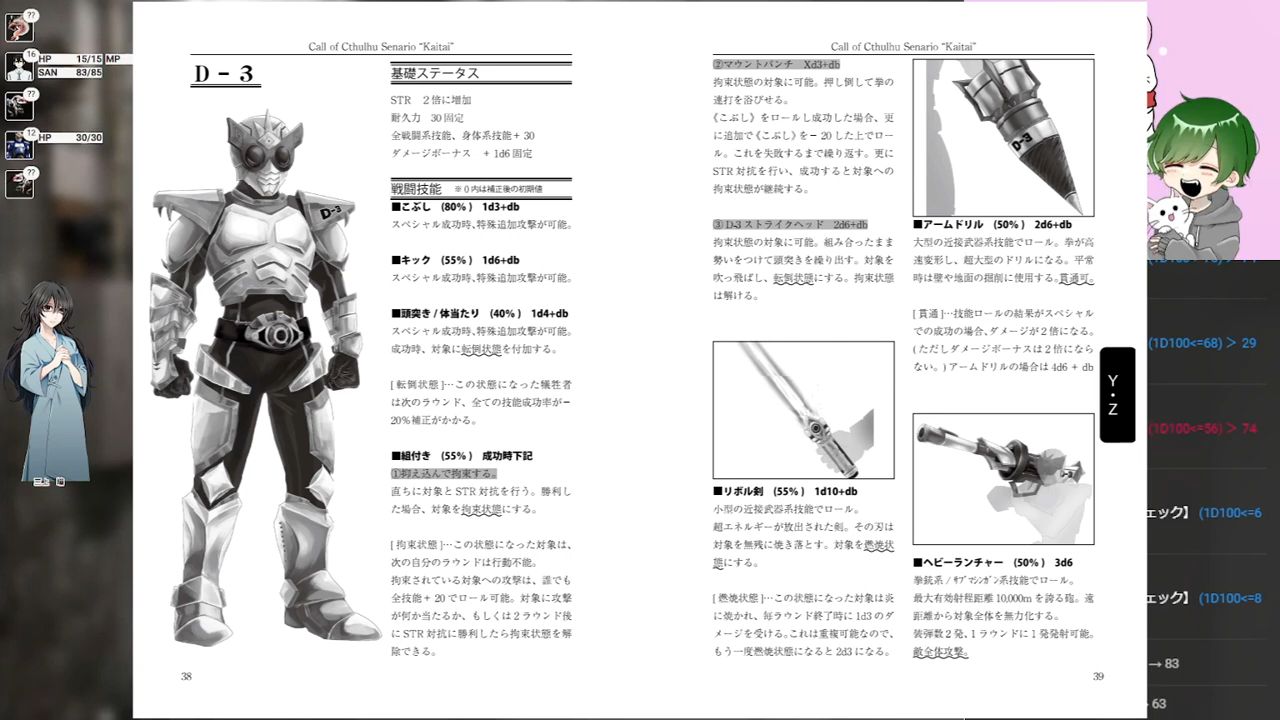 ??
16
HP 15/15 MP
SAN 83/85
??
12
HP 30/30
??
Call of Cthulhu Senario “Kaitai”
D－3
基礎ステータス
STR　2倍に増加
耐久力　30固定
全戦闘系技能、身体系技能＋30
ダメージボーナス　＋1d6固定
戦闘技能　※()内は補正後の初期値
■こぶし　(80%)　1d3+db
スペシャル成功時、特殊追加攻撃が可能。
■キック　(55%)　1d6+db
スペシャル成功時、特殊追加攻撃が可能。
■頭突き/体当たり　(40%)　1d4+db
スペシャル成功時、特殊追加攻撃が可能。
成功時、対象に転倒状態を付加する。
[転倒状態]…この状態になった犠牲者
は次のラウンド、全ての技能成功率が－
20%補正がかかる。
■組付き　(55%)　成功時下記
①抑え込んで拘束する。
直ちに対象とSTR対抗を行う。勝利し
た場合、対象を拘束状態にする。
[拘束状態]…この状態になった対象は、
次の自分のラウンドは行動不能。
拘束されている対象への攻撃は、誰でも
全技能＋20でロール可能。対象に攻撃
が何か当たるか、もしくは2ラウンド後
にSTR対抗に勝利したら拘束状態を解
除できる。
38
D-3
Call of Cthulhu Senario “Kaitai”
②マウントパンチ　Xd3+db
拘束状態の対象に可能。押し倒して拳の
連打を浴びせる。
《こぶし》をロールし成功した場合、更
に追加で《こぶし》を－20した上でロー
ル。これを失敗するまで繰り返す。更に
STR対抗を行い、成功すると対象への
拘束状態が継続する。
③D-3ストライクヘッド　2d6+db
拘束状態の対象に可能。組み合ったまま
勢いをつけて頭突きを繰り出す。対象を
吹っ飛ばし、転倒状態にする。拘束状態
は解ける。
■リボル剣　(55%)　1d10+db
小型の近接武器系技能でロール。
超エネルギーが放出された剣。その刃は
対象を無残に焼き落とす。対象を燃焼状
態にする。
[燃焼状態]…この状態になった対象は炎
に焼かれ、毎ラウンド終了時に1d3のダ
メージを受ける。これは重複可能なので、
もう一度燃焼状態になると2d3になる。
D-3
■アームドリル　(50%)　2d6+db
大型の近接武器系技能でロール。拳が高
速変形し、超大型のドリルになる。平常
時は壁や地面の掘削に使用する。貫通可。
[貫通]…技能ロールの結果がスペシャル
での成功の場合、ダメージが2倍になる。
(ただしダメージボーナスは2倍になら
ない。)アームドリルの場合は4d6＋db
■ヘビーランチャー　(50%)　3d6
拳銃系/ｻﾌﾞﾏｼﾝｶﾞﾝ系技能でロール。
最大有効射程距離10,000mを誇る砲。遠
距離から対象全体を無力化する。
装弾数2発、1ラウンドに1発発射可能。
敵全体攻撃。
39
Y・Z
(1D100<=68) ＞ 29
(1D100<=56) ＞ 74
ェック】 (1D100<=6
ェック】 (1D100<=8
→ 83
63